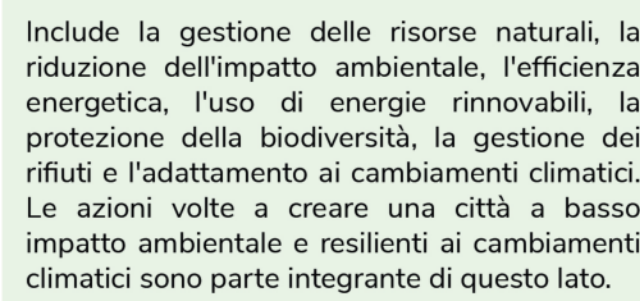 Include la gestione delle risorse naturali, la
riduzione dell'impatto ambientale, l'efficienza
energetica, l'uso di energie rinnovabili, la
protezione della biodiversità, la gestione dei
rifiuti e l'adattamento ai cambiamenti climatici.
Le azioni volte a creare una città a basso
impatto ambientale e resilienti ai cambiamenti
climatici sono parte integrante di questo lato.